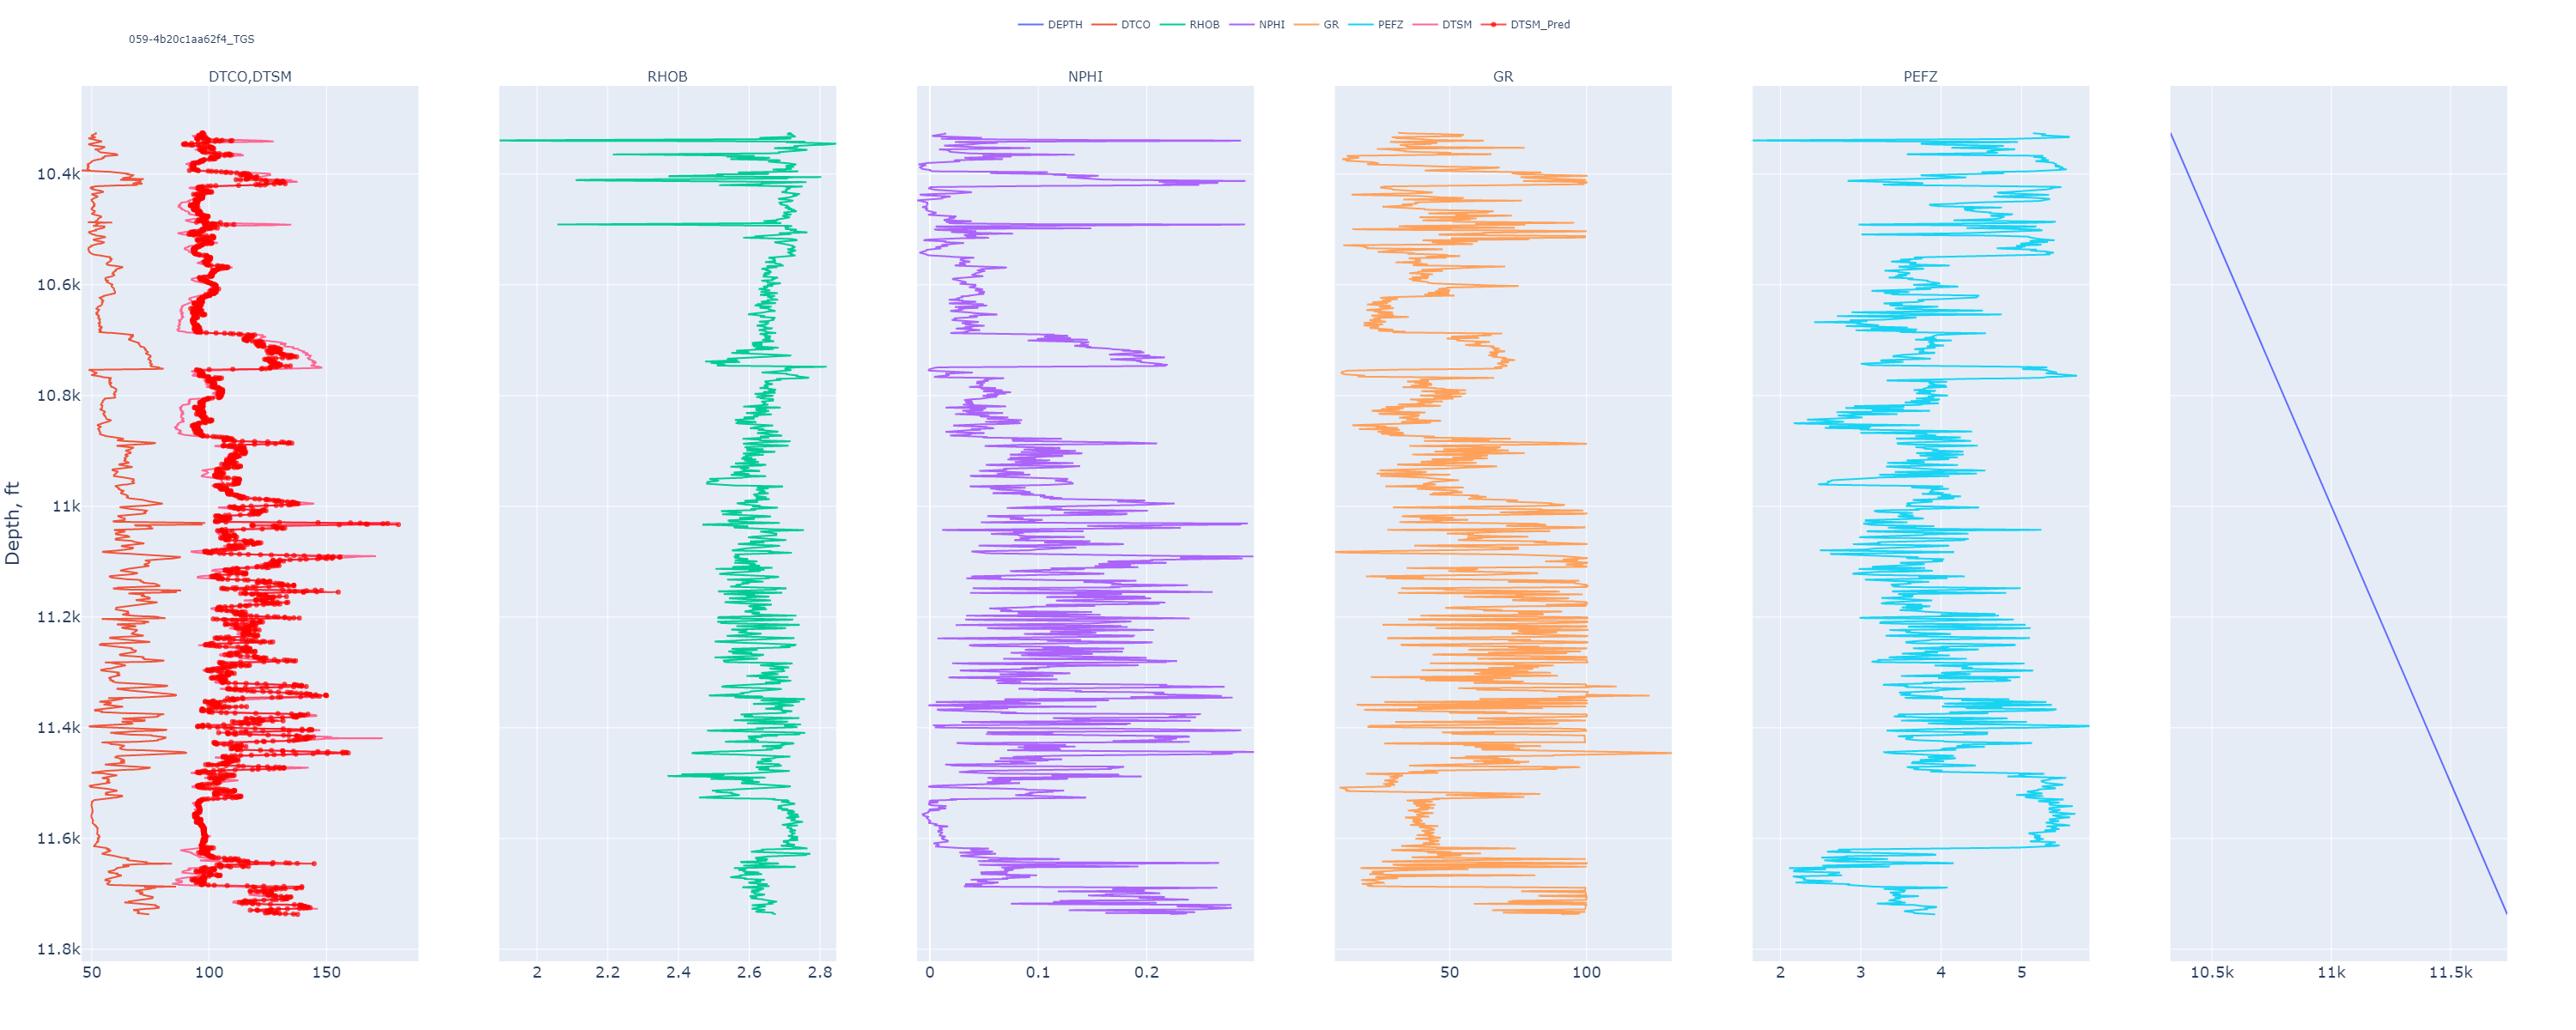 DEPTH DTCO RHOB NPHI GR PEFZ DTSM DTSM_Pred
059-4b20c1aa62f4_TGS
DTCO,DTSM RHOB NPHI GR PEFZ
Depth, ft
10.4k
10.6k
10.8k
11k
11.2k
11.4k
11.6k
11.8k
50 100 150 2 2.2 2.4 2.6 2.8 0 0.1 0.2 50 100 2 3 4 5 10.5k 11k 11.5k